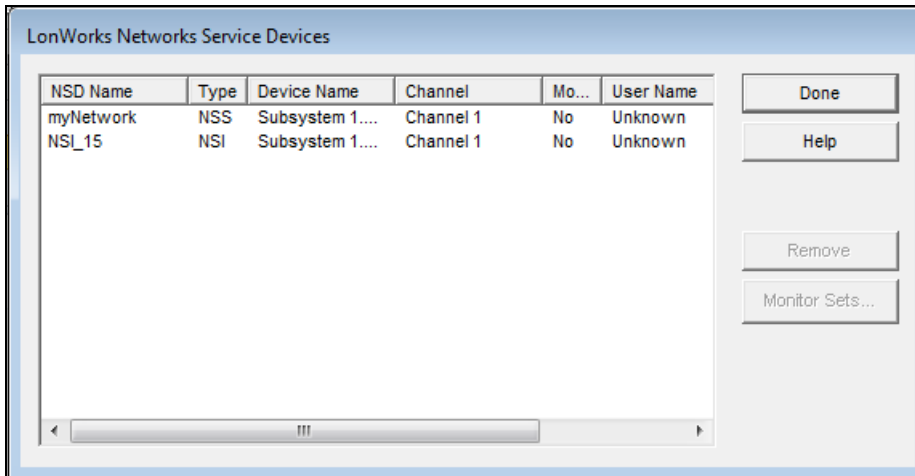 LonWorks Networks Service Devices
NSD Name Type Device Name Channel Mo... User Name
myNetwork NSS Subsystem 1.... Channel 1 No Unknown
NSI_15 NSI Subsystem 1.... Channel 1 No Unknown
Done
Help
Remove
Monitor Sets...